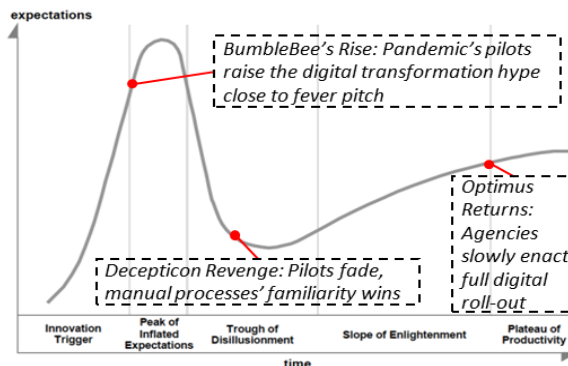 expectations
BumbleBee's Rise: Pandemic's pilots
raise the digital transformation hype
close to fever pitch
Optimus
Returns:
Agencies
slowly enact
full digital
roll-out
Decepticon Revenge: Pilots fade,
manual processes' familiarity wins
Innovation
Trigger
Peak of
Inflated
Expectations
Trough of
Disillusionment
Slope of Enlightenment
Plateau of
Productivity
time